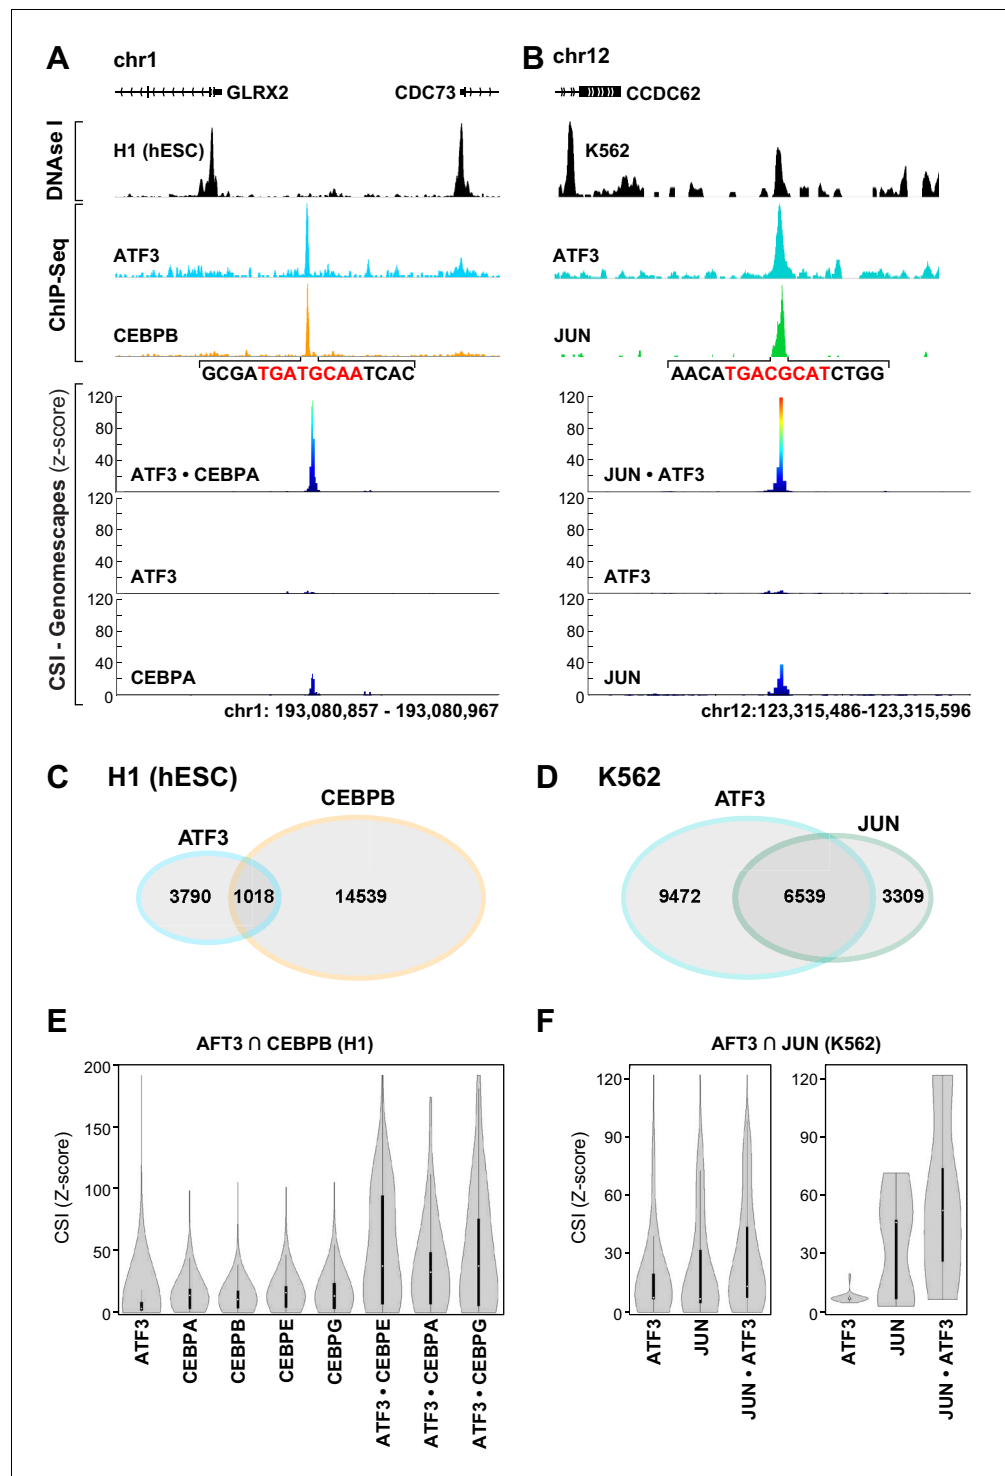 A chr1
GLRX2 CDC73
DNAse I
H1 (hESC)
ChIP-Seq
ATF3
CEBPB
GCGATGATGCAATCAC
CSI - Genomescapes (z-score)
120
80
40
ATF3 • CEBPA
0
120
80
40
ATF3
0
120
80
40
CEBPA
0
chr1: 193,080,857 - 193,080,967
B chr12
CCDC62
K562
ATF3
JUN
AACATGACGCATCTGG
120
80
40
JUN • ATF3
0
120
80
40
ATF3
0
120
80
40
JUN
0
chr12:123,315,486-123,315,596
C H1 (hESC)
CEBPB
ATF3
3790 1018 14539
D K562
ATF3
JUN
9472 6539 3309
E
AFT3 ∩ CEBPB (H1)
CSI (Z-score)
200
150
100
50
0
ATF3
CEBPA
CEBPB
CEBPE
CEBPG
ATF3 • CEBPE
ATF3 • CEBPA
ATF3 • CEBPG
F
AFT3 ∩ JUN (K562)
CSI (Z-score)
120
90
60
30
0
ATF3
JUN
JUN • ATF3
120
90
60
30
0
ATF3
JUN
JUN • ATF3